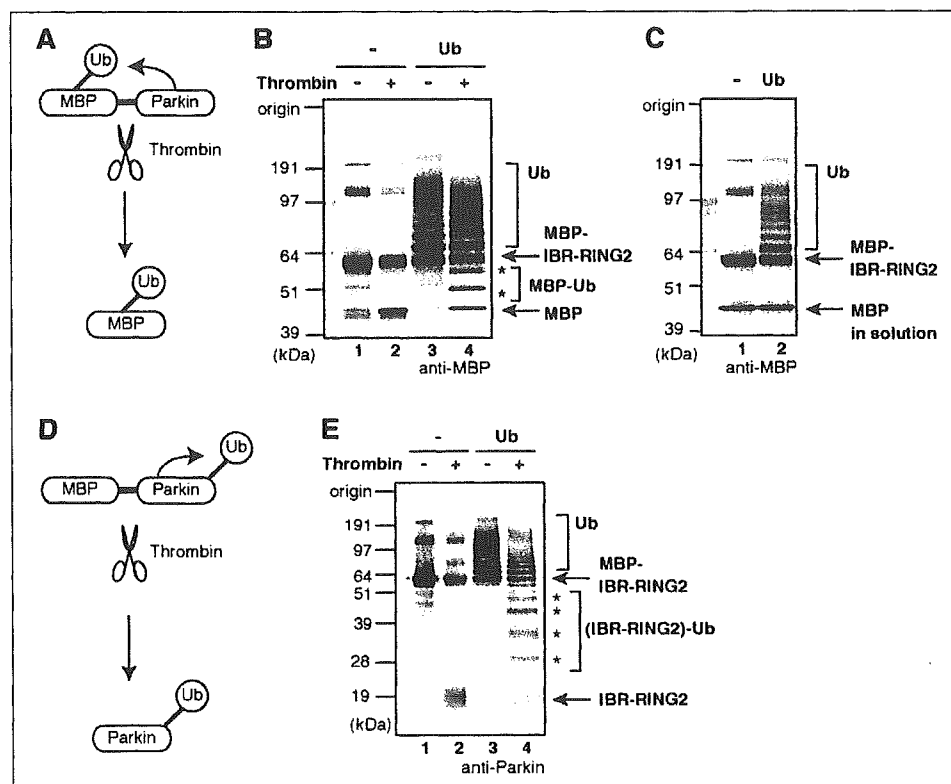 A
Ub
MBP
Parkin
Thrombin
Ub
MBP
B
- Ub
Thrombin - + - +
origin
191
97
64
51
39
(kDa)
Ub
MBP-
IBR-RING2
*
*
MBP-Ub
MBP
1 2 3 4
anti-MBP
C
- Ub
origin
191
97
64
51
39
(kDa)
Ub
MBP-
IBR-RING2
MBP
in solution
1 2
anti-MBP
D
Ub
MBP
Parkin
Thrombin
Ub
Parkin
E
- Ub
Thrombin - + - +
origin
191
97
64
51
39
28
19
(kDa)
Ub
MBP-
IBR-RING2
*
*
*
*
(IBR-RING2)-Ub
IBR-RING2
1 2 3 4
anti-Parkin